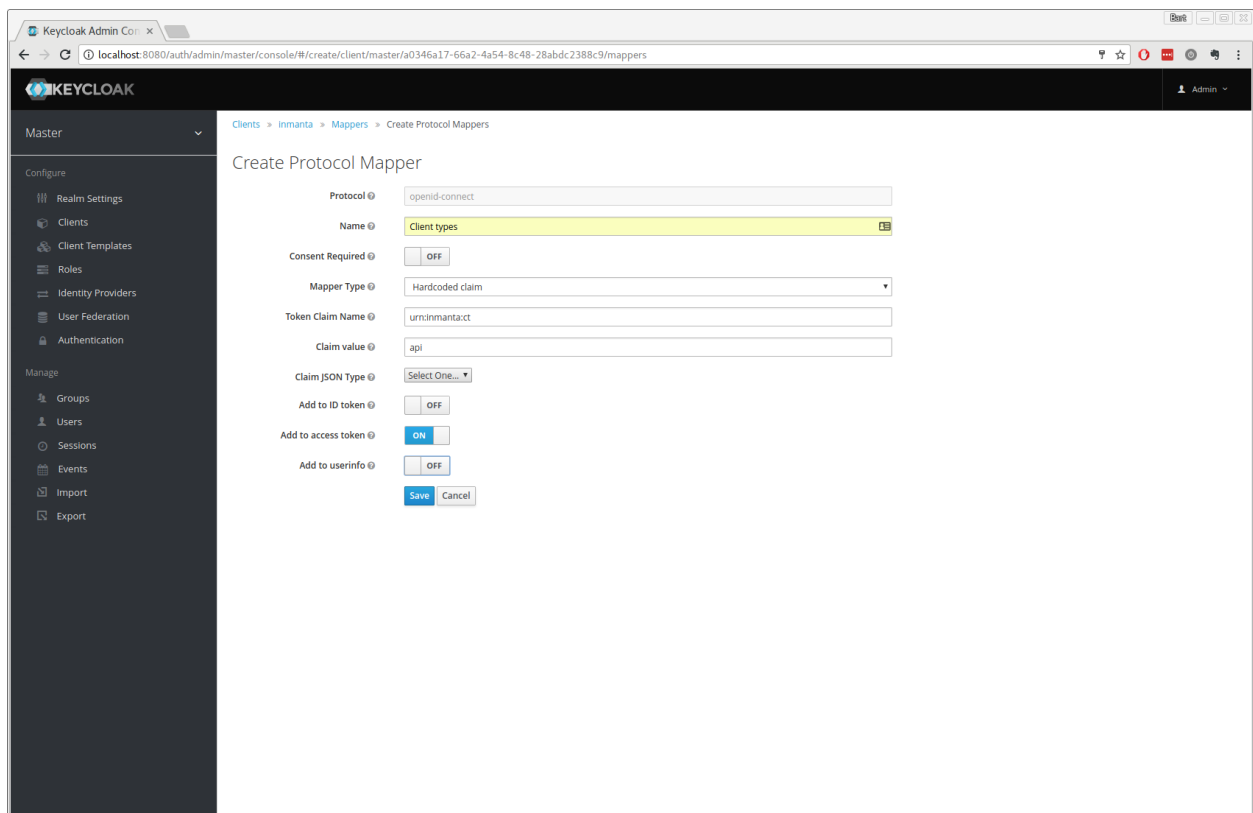 Bart
Keycloak Admin Con
localhost:8080/auth/admin/master/console/#/create/client/master/a0346a17-66a2-4a54-8c48-28abdc2388c9/mappers
KEYCLOAK
Admin
Master
Clients » Inmanta » Mappers » Create Protocol Mappers
Create Protocol Mapper
Configure
Realm Settings
Clients
Client Templates
Roles
Identity Providers
User Federation
Authentication
Manage
Groups
Users
Sessions
Events
Import
Export
Protocol openid-connect
Name Client types
Consent Required OFF
Mapper Type Hardcoded claim
Token Claim Name urn:inmanta:ct
Claim value api
Claim JSON Type Select One...
Add to ID token OFF
Add to access token ON
Add to userinfo OFF
Save Cancel